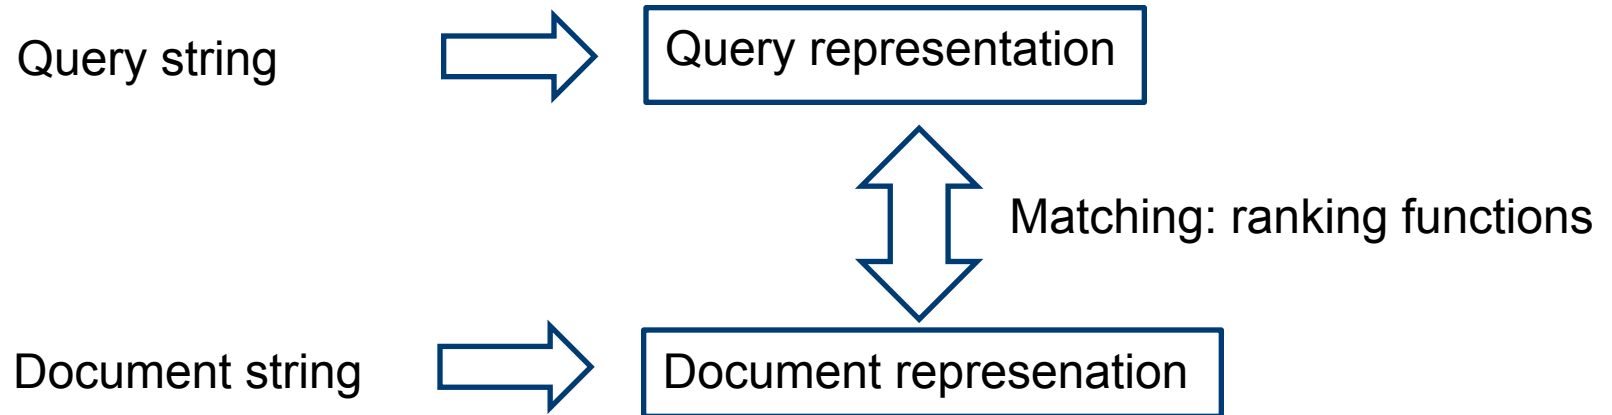 Query string
Query representation
Matching: ranking functions
Document string
Document represenation